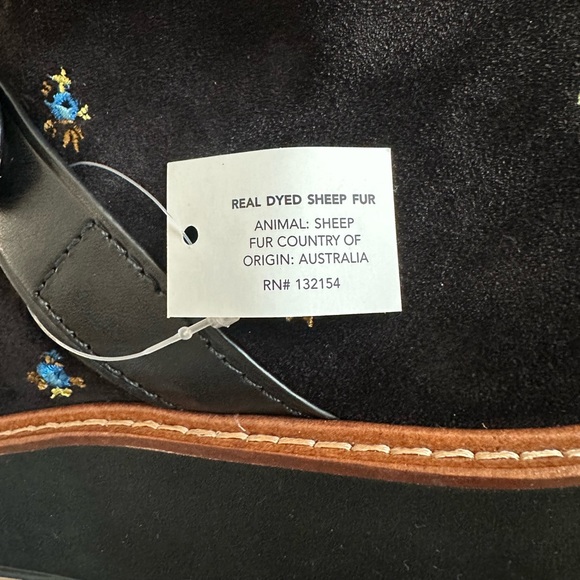 REAL DYED SHEEP FUR
ANIMAL: SHEEP
FUR COUNTRY OF
ORIGIN: AUSTRALIA
RN# 132154